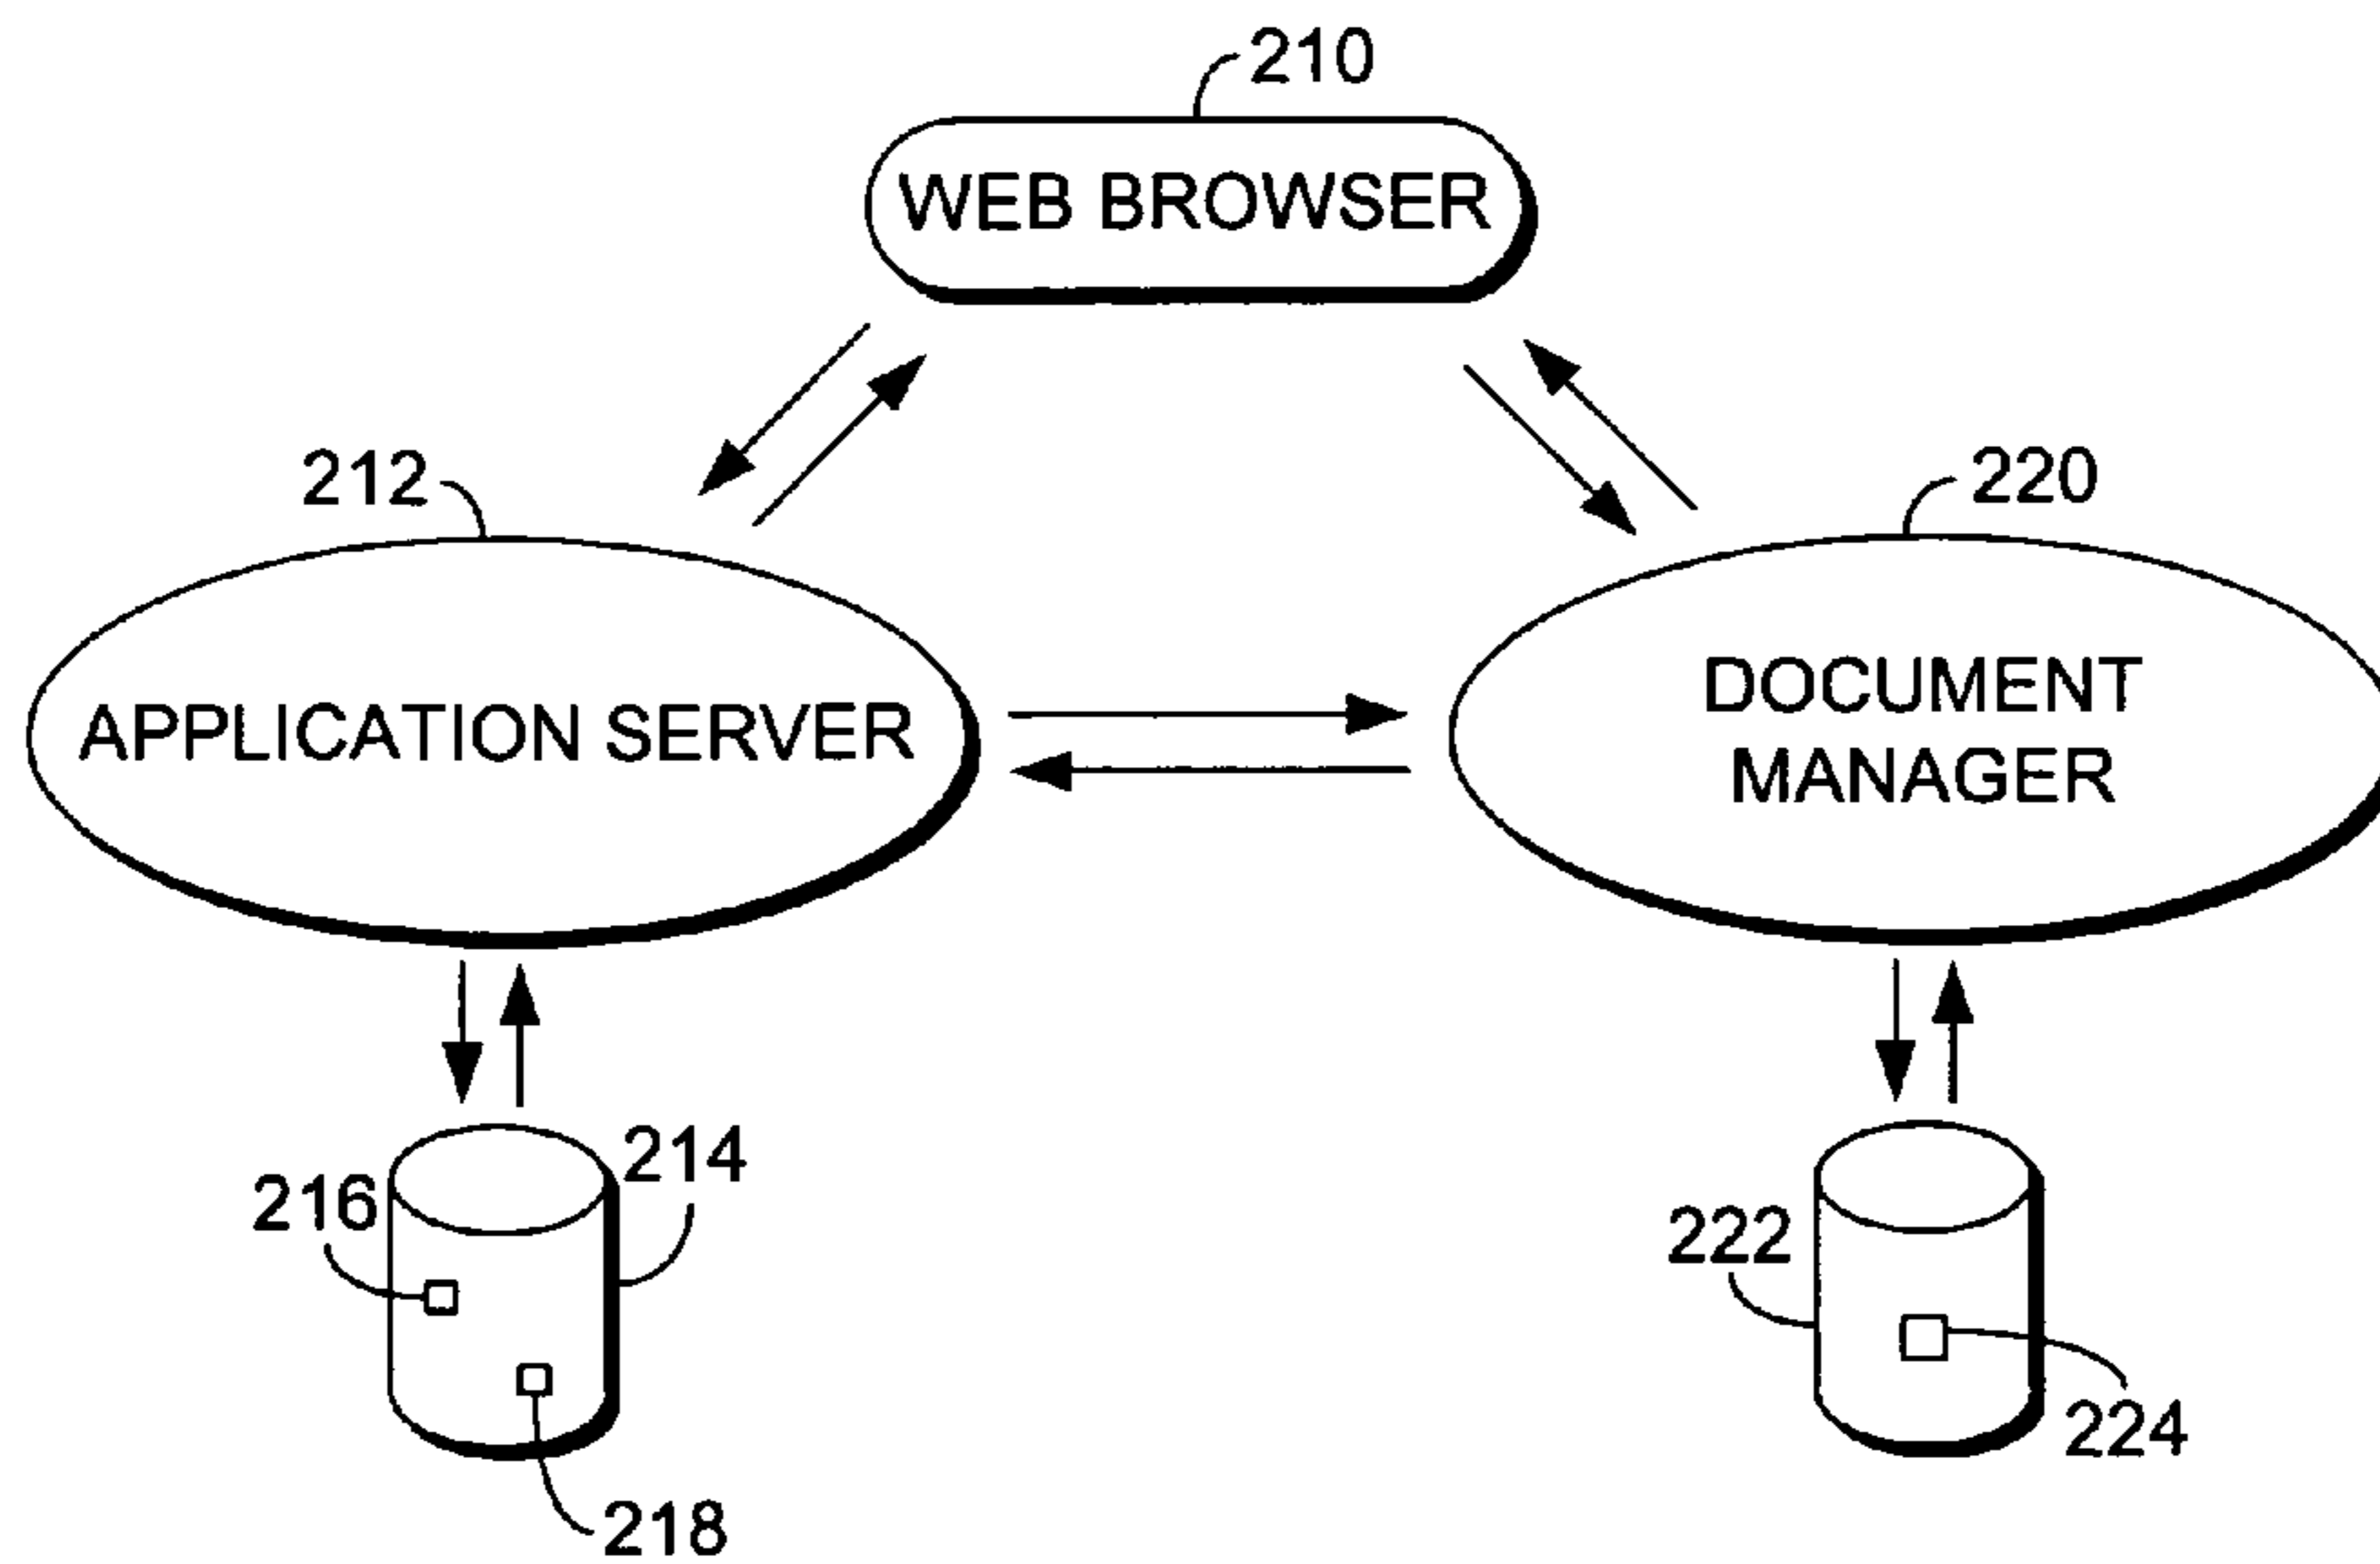 210
WEB BROWSER
212
220
APPLICATION SERVER
DOCUMENT
MANAGER
214
216
222
224
218